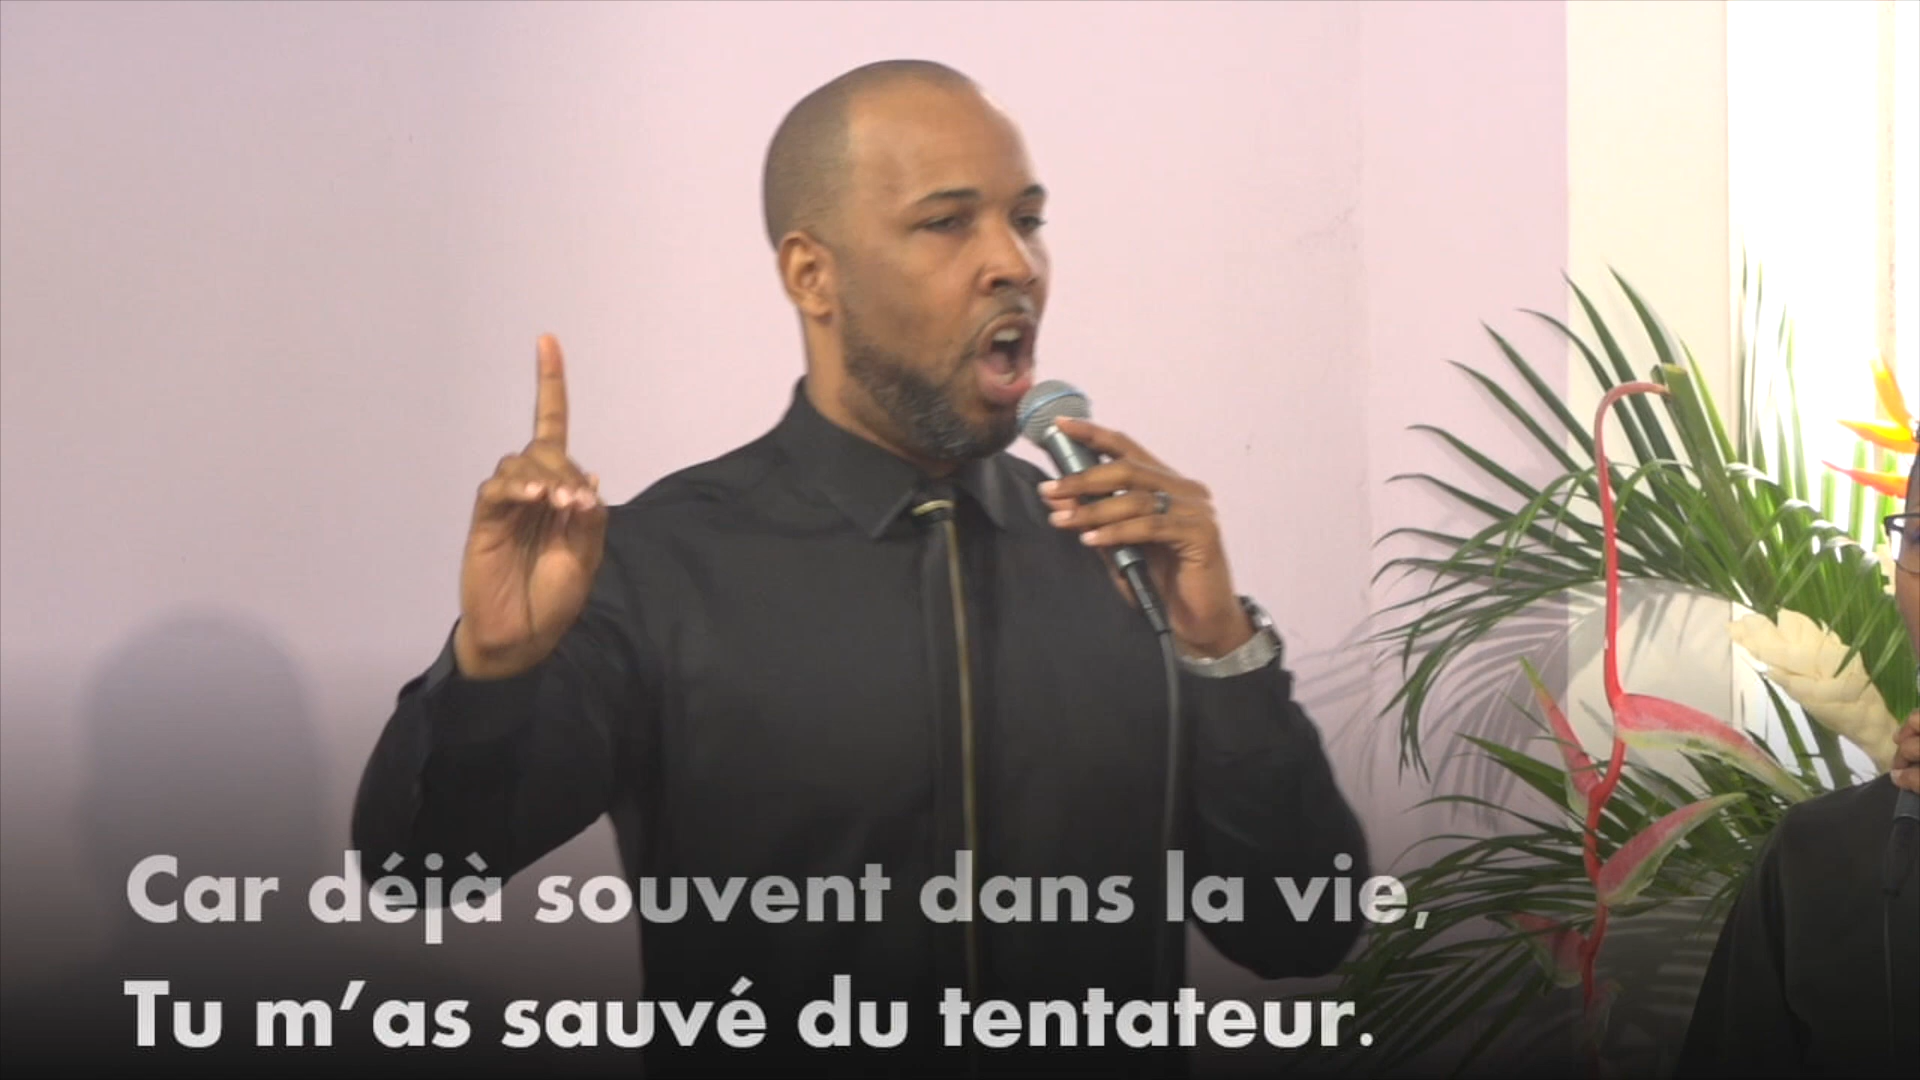 Car déjà souvent dans la vie,
Tu m’as sauvé du tentateur.